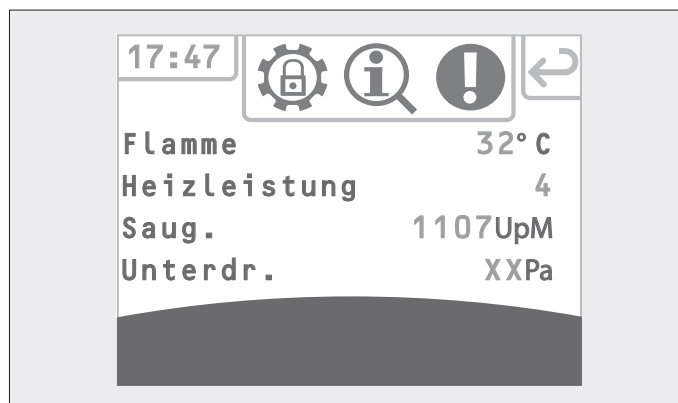 17:47
Flamme 32°C
Heizleistung 4
Saug. 1107UpM
Unterdr. XXPa